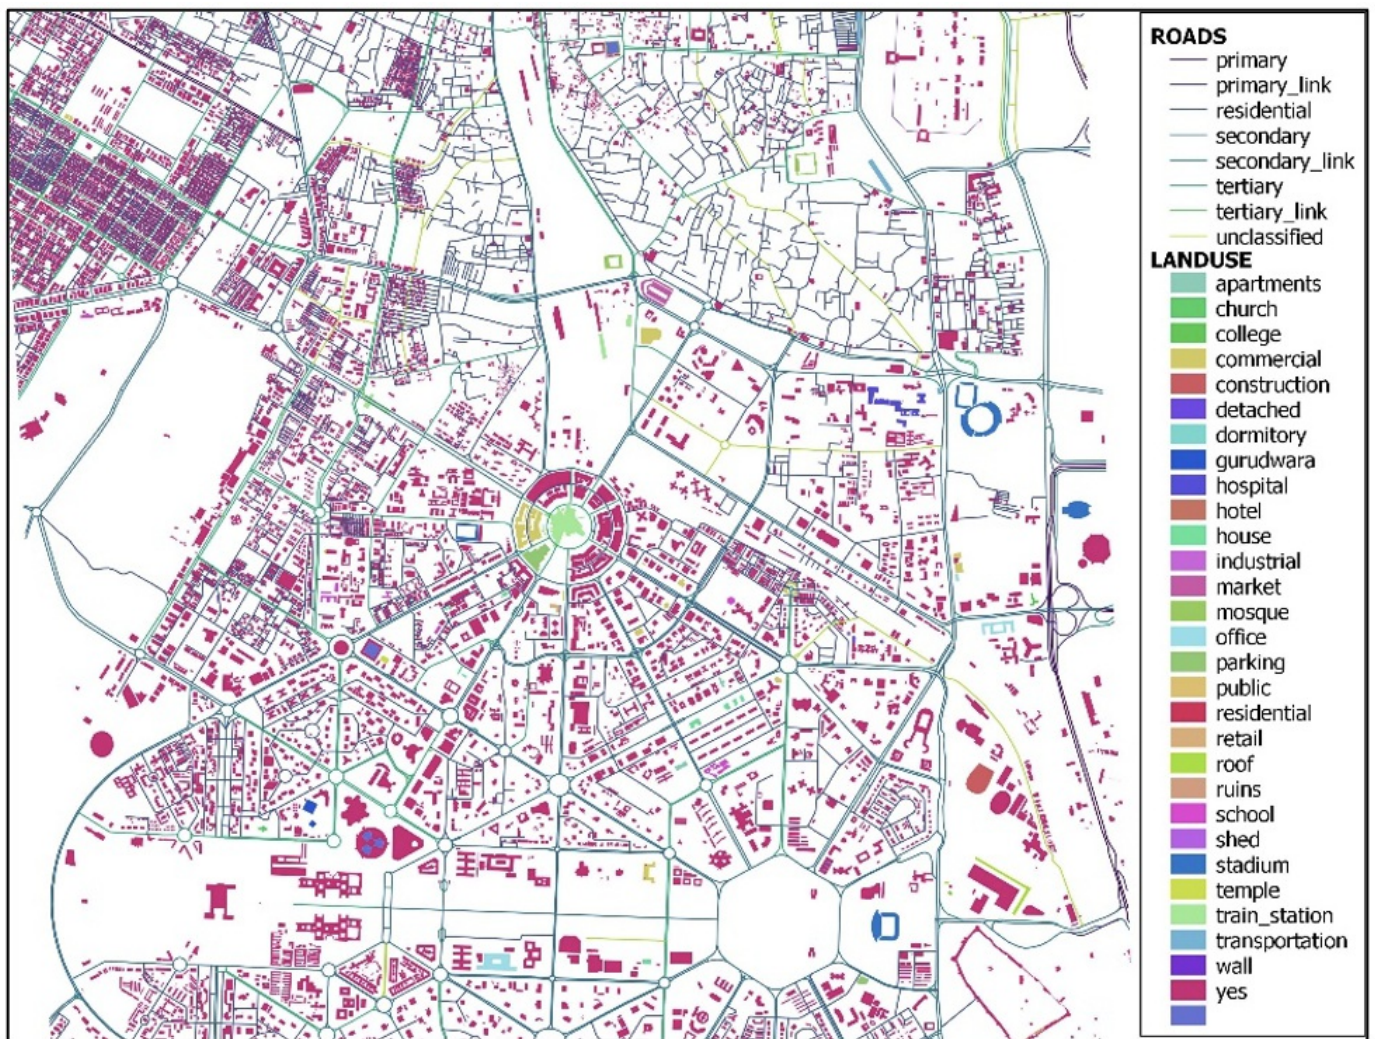 ROADS
primary
primary_link
residential
secondary
secondary_link
tertiary
tertiary_link
unclassified
LANDUSE
apartments
church
college
commercial
construction
detached
dormitory
gurudwara
hospital
hotel
house
industrial
market
mosque
office
parking
public
residential
retail
roof
ruins
school
shed
stadium
temple
train_station
transportation
wall
yes